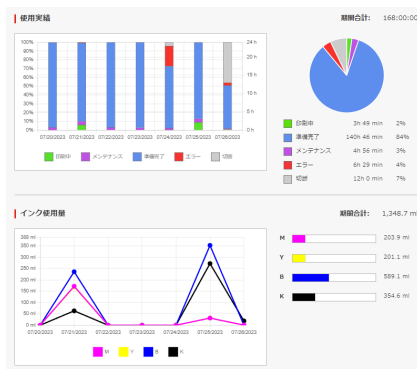 使用実績
期間合計: 168:00:00
100% 24 h
90%
80% 20 h
70%
60% 15 h
50%
40% 10 h
30%
20% 5 h
10%
0% 0 h
07/20/2023 07/21/2023 07/22/2023 07/23/2023 07/24/2023 07/25/2023 07/26/2023
印刷中 メンテナンス 準備完了 エラー 切断
印刷中 3h 49 min 2%
準備完了 140h 46 min 84%
メンテナンス 4h 56 min 3%
エラー 6h 29 min 4%
切断 12h 0 min 7%
インク使用量
期間合計: 1,348.7 ml
350 ml
300 ml
250 ml
200 ml
150 ml
100 ml
50 ml
0 ml
07/20/2023 07/21/2023 07/22/2023 07/23/2023 07/24/2023 07/25/2023 07/26/2023
M Y B K
M 203.9 ml
Y 201.1 ml
B 589.1 ml
K 354.6 ml